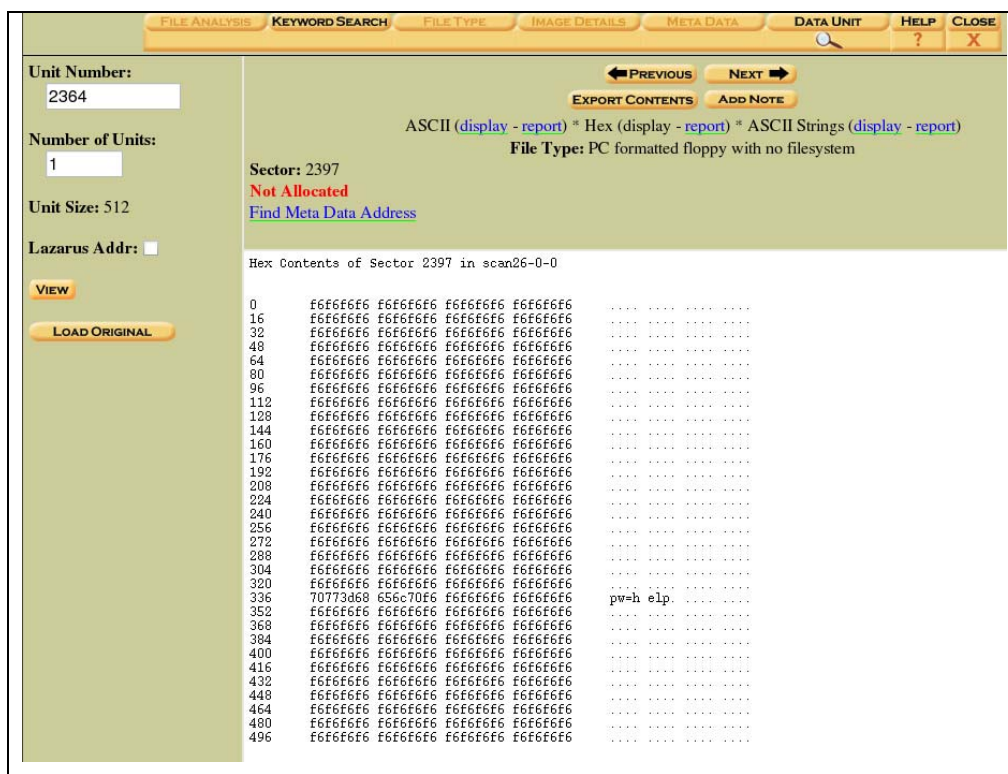 FILE ANALYSIS KEYWORD SEARCH FILE TYPE IMAGE DETAILS META DATA DATA UNIT HELP CLOSE
? X
Unit Number:
2364
Number of Units:
1
Unit Size: 512
Lazarus Addr:
VIEW
LOAD ORIGINAL
PREVIOUS NEXT
EXPORT CONTENTS ADD NOTE
ASCII (display - report) * Hex (display - report) * ASCII Strings (display - report)
File Type: PC formatted floppy with no filesystem
Sector: 2397
Not Allocated
Find Meta Data Address
Hex Contents of Sector 2397 in scan26-0-0
0 f6f6f6f6 f6f6f6f6 f6f6f6f6 f6f6f6f6 .... .... .... ....
16 f6f6f6f6 f6f6f6f6 f6f6f6f6 f6f6f6f6 .... .... .... ....
32 f6f6f6f6 f6f6f6f6 f6f6f6f6 f6f6f6f6 .... .... .... ....
48 f6f6f6f6 f6f6f6f6 f6f6f6f6 f6f6f6f6 .... .... .... ....
64 f6f6f6f6 f6f6f6f6 f6f6f6f6 f6f6f6f6 .... .... .... ....
80 f6f6f6f6 f6f6f6f6 f6f6f6f6 f6f6f6f6 .... .... .... ....
96 f6f6f6f6 f6f6f6f6 f6f6f6f6 f6f6f6f6 .... .... .... ....
112 f6f6f6f6 f6f6f6f6 f6f6f6f6 f6f6f6f6 .... .... .... ....
128 f6f6f6f6 f6f6f6f6 f6f6f6f6 f6f6f6f6 .... .... .... ....
144 f6f6f6f6 f6f6f6f6 f6f6f6f6 f6f6f6f6 .... .... .... ....
160 f6f6f6f6 f6f6f6f6 f6f6f6f6 f6f6f6f6 .... .... .... ....
176 f6f6f6f6 f6f6f6f6 f6f6f6f6 f6f6f6f6 .... .... .... ....
192 f6f6f6f6 f6f6f6f6 f6f6f6f6 f6f6f6f6 .... .... .... ....
208 f6f6f6f6 f6f6f6f6 f6f6f6f6 f6f6f6f6 .... .... .... ....
224 f6f6f6f6 f6f6f6f6 f6f6f6f6 f6f6f6f6 .... .... .... ....
240 f6f6f6f6 f6f6f6f6 f6f6f6f6 f6f6f6f6 .... .... .... ....
256 f6f6f6f6 f6f6f6f6 f6f6f6f6 f6f6f6f6 .... .... .... ....
272 f6f6f6f6 f6f6f6f6 f6f6f6f6 f6f6f6f6 .... .... .... ....
288 f6f6f6f6 f6f6f6f6 f6f6f6f6 f6f6f6f6 .... .... .... ....
304 f6f6f6f6 f6f6f6f6 f6f6f6f6 f6f6f6f6 .... .... .... ....
320 f6f6f6f6 f6f6f6f6 f6f6f6f6 f6f6f6f6 .... .... .... ....
336 70773d68 656c70f6 f6f6f6f6 f6f6f6f6 pw=h elp. .... ....
352 f6f6f6f6 f6f6f6f6 f6f6f6f6 f6f6f6f6 .... .... .... ....
368 f6f6f6f6 f6f6f6f6 f6f6f6f6 f6f6f6f6 .... .... .... ....
384 f6f6f6f6 f6f6f6f6 f6f6f6f6 f6f6f6f6 .... .... .... ....
400 f6f6f6f6 f6f6f6f6 f6f6f6f6 f6f6f6f6 .... .... .... ....
416 f6f6f6f6 f6f6f6f6 f6f6f6f6 f6f6f6f6 .... .... .... ....
432 f6f6f6f6 f6f6f6f6 f6f6f6f6 f6f6f6f6 .... .... .... ....
448 f6f6f6f6 f6f6f6f6 f6f6f6f6 f6f6f6f6 .... .... .... ....
464 f6f6f6f6 f6f6f6f6 f6f6f6f6 f6f6f6f6 .... .... .... ....
480 f6f6f6f6 f6f6f6f6 f6f6f6f6 f6f6f6f6 .... .... .... ....
496 f6f6f6f6 f6f6f6f6 f6f6f6f6 f6f6f6f6 .... .... .... ....